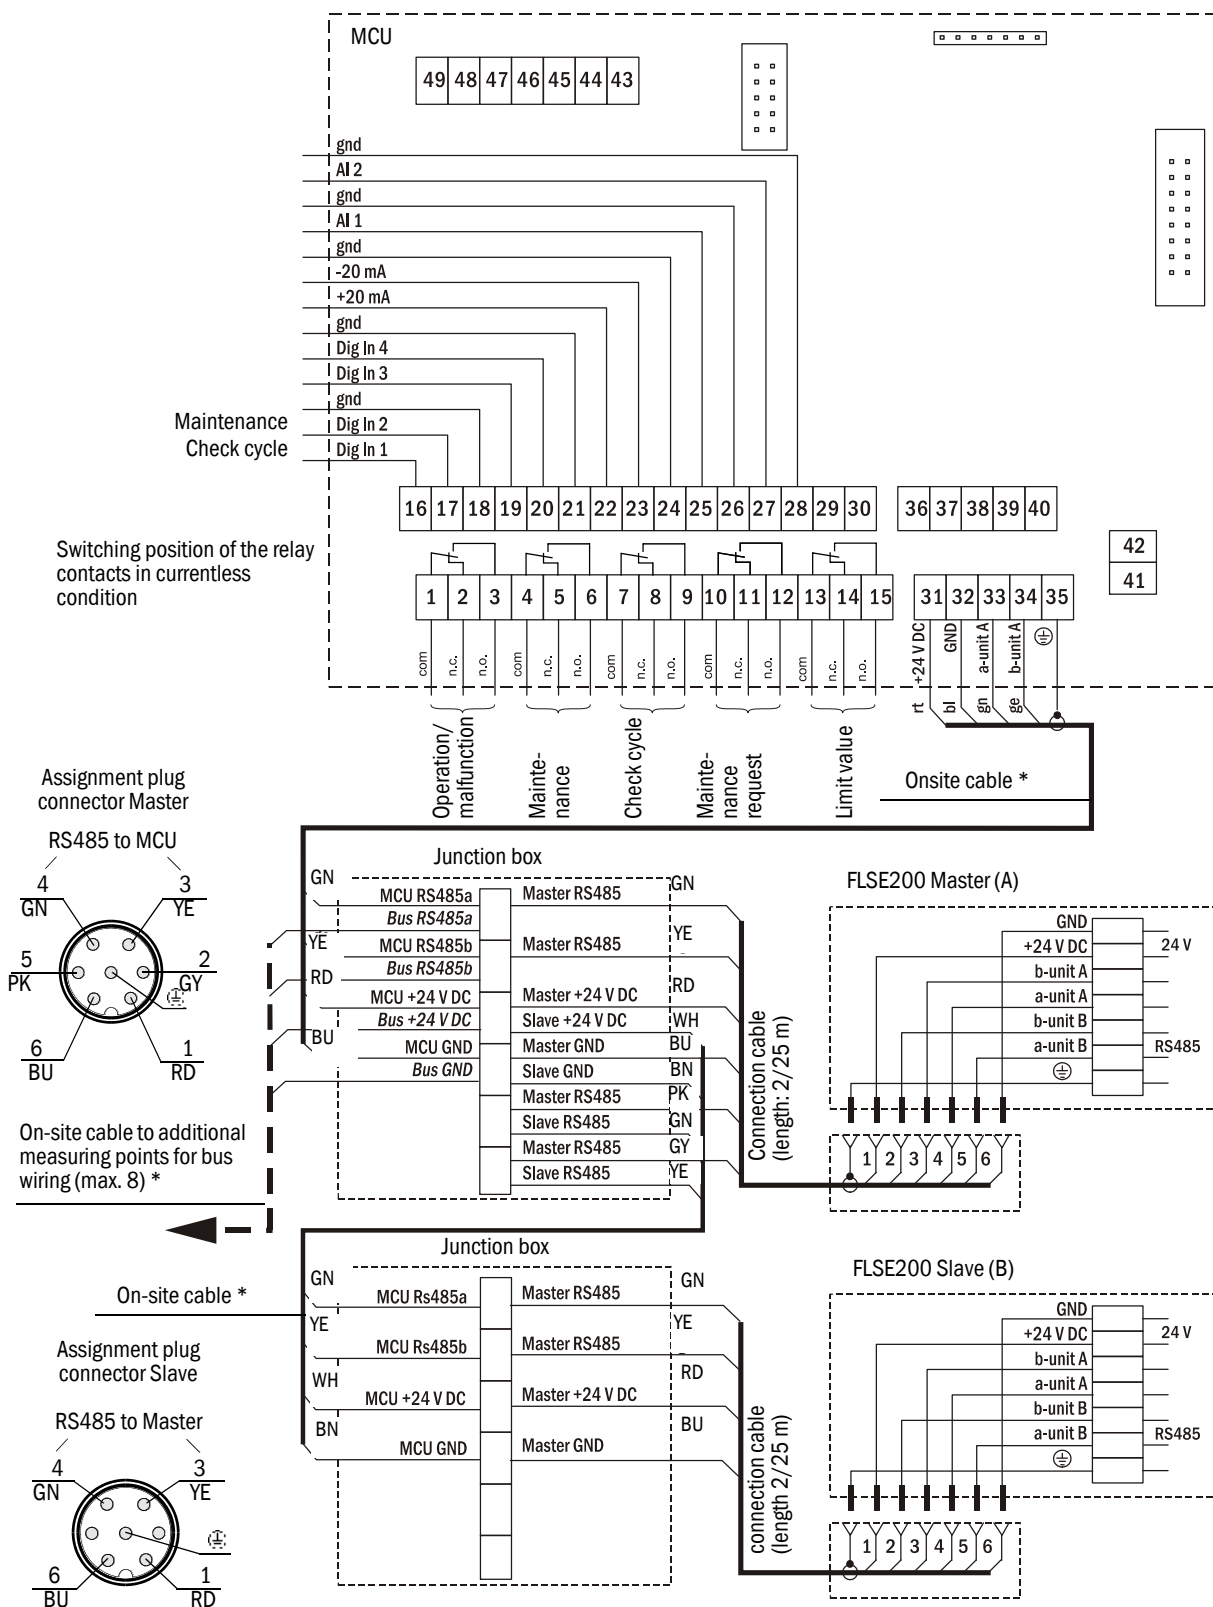 MCU
49 48 47 46 45 44 43
gnd
AI 2
gnd
AI 1
gnd
-20 mA
+20 mA
gnd
Dig In 4
Dig In 3
gnd
Maintenance Dig In 2
Check cycle Dig In 1
16 17 18 19 20 21 22 23 24 25 26 27 28 29 30 36 37 38 39 40
Switching position of the relay
contacts in currentless
condition
42
41
1 2 3 4 5 6 7 8 9 10 11 12 13 14 15 31 32 33 34 35
com n.c. n.o. com n.c. n.o. com n.c. n.o. com n.c. n.o. com n.c. n.o. +24 V DC GND a-unit A b-unit A
rt bl gn ge
Operation/
malfunction
Mainte-
nance
Check cycle
Mainte-
nance
request
Limit value
Onsite cable *
Assignment plug
connector Master
RS485 to MCU
4 3
GN YE
5 2
PK GY
6 1
BU RD
On-site cable to additional
measuring points for bus
wiring (max. 8) *
Junction box
GN MCU RS485a Master RS485 GN
Bus RS485a
YE MCU RS485b Master RS485 YE
RD Bus RS485b
MCU +24 V DC Master +24 V DC RD
Bus +24 V DC Slave +24 V DC WH
BU MCU GND Master GND BU
Bus GND Slave GND BN
Master RS485 PK
Slave RS485 GN
Master RS485 GY
Slave RS485 YE
Connection cable
(length: 2/25 m)
FLSE200 Master (A)
GND
+24 V DC 24 V
b-unit A
a-unit A
b-unit B
a-unit B RS485
1 2 3 4 5 6
On-site cable *
Junction box
GN MCU Rs485a Master RS485 GN
YE MCU Rs485b Master RS485 YE
WH MCU +24 V DC Master +24 V DC RD
BN MCU GND Master GND BU
connection cable
(length 2/25 m)
FLSE200 Slave (B)
GND
+24 V DC 24 V
b-unit A
a-unit A
b-unit B
a-unit B RS485
1 2 3 4 5 6
Assignment plug
connector Slave
RS485 to Master
4 3
GN YE
6 1
BU RD